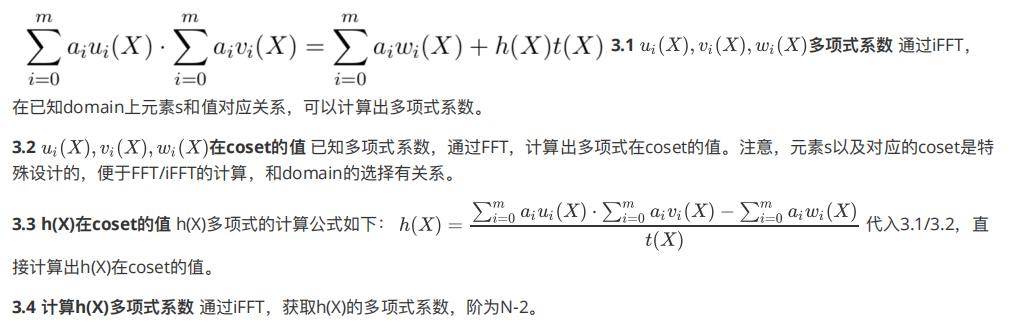 $\sum_{i=0}^{m} a_i u_i(X) \cdot \sum_{i=0}^{m} a_i v_i(X) = \sum_{i=0}^{m} a_i w_i(X) + h(X)t(X)$ 3.1 $u_i(X), v_i(X), w_i(X)$多项式系数 通过iFFT，
在已知domain上元素s和值对应关系，可以计算出多项式系数。
3.2 $u_i(X), v_i(X), w_i(X)$在coset的值 已知多项式系数，通过FFT，计算出多项式在coset的值。注意，元素s以及对应的coset是特
殊设计的，便于FFT/iFFT的计算，和domain的选择有关系。
3.3 h(X)在coset的值 h(X)多项式的计算公式如下： $h(X) = \frac{\sum_{i=0}^{m} a_i u_i(X) \cdot \sum_{i=0}^{m} a_i v_i(X) - \sum_{i=0}^{m} a_i w_i(X)}{t(X)}$ 代入3.1/3.2，直
接计算出h(X)在coset的值。
3.4 计算h(X)多项式系数 通过iFFT，获取h(X)的多项式系数，阶为N-2。